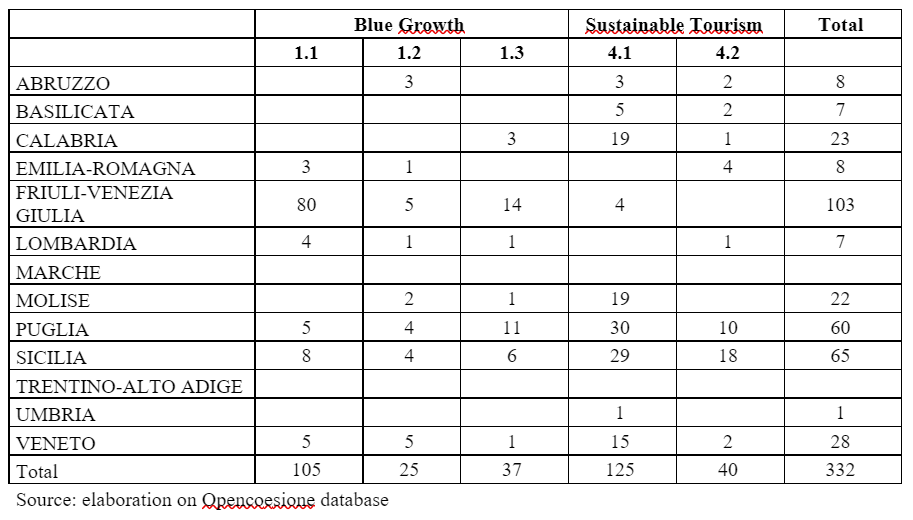 Blue Growth Sustainable Tourism Total
1.1 1.2 1.3 4.1 4.2
ABRUZZO 3 3 2 8
BASILICATA 5 2 7
CALABRIA 3 19 1 23
EMILIA-ROMAGNA 3 1 4 8
FRIULI-VENEZIA
GIULIA 80 5 14 4 103
LOMBARDIA 4 1 1 1 7
MARCHE
MOLISE 2 1 19 22
PUGLIA 5 4 11 30 10 60
SICILIA 8 4 6 29 18 65
TRENTINO-ALTO ADIGE
UMBRIA 1 1
VENETO 5 5 1 15 2 28
Total 105 25 37 125 40 332
Source: elaboration on Opencoesione database